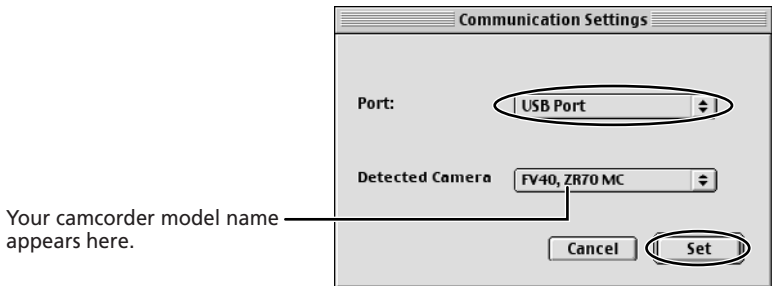 Communication Settings
Port:
USB Port
Detected Camera
FV40, ZR70 MC
Your camcorder model name
appears here.
Cancel
Set